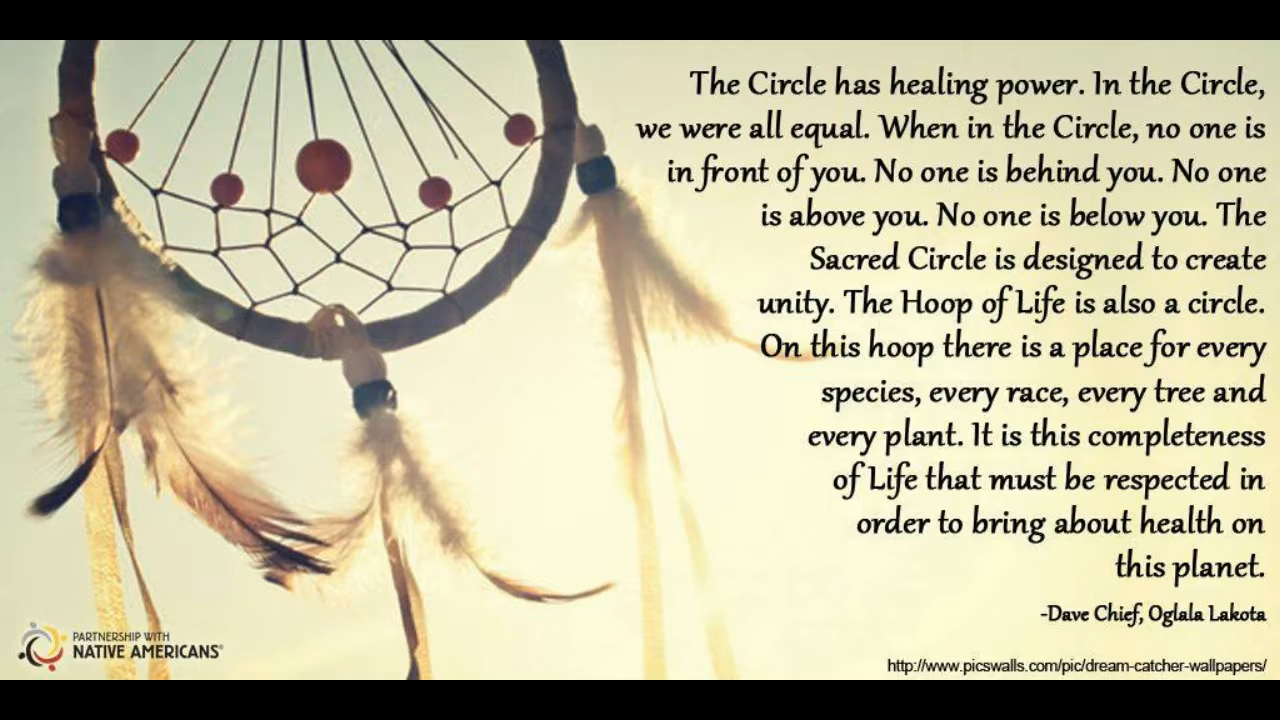 The Circle has healing power. In the Circle,
we were all equal. When in the Circle, no one is
in front of you. No one is behind you. No one
is above you. No one is below you. The
Sacred Circle is designed to create
unity. The Hoop of Life is also a circle.
On this hoop there is a place for every
species, every race, every tree and
every plant. It is this completeness
of Life that must be respected in
order to bring about health on
this planet.
-Dave Chief, Oglala Lakota
PARTNERSHIP WITH
NATIVE AMERICANS®
http://www.picswalls.com/pic/dream-catcher-wallpapers/